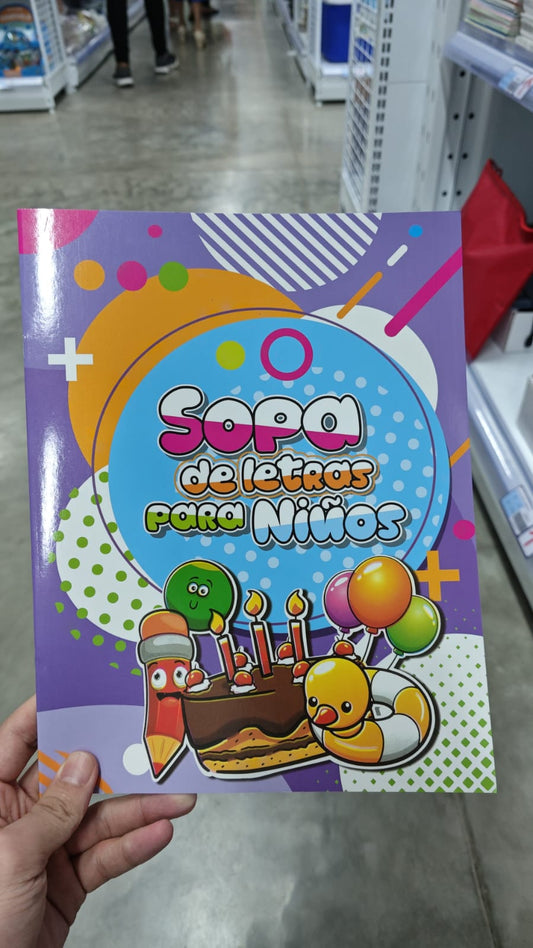 Sopa
de letras
para Niños